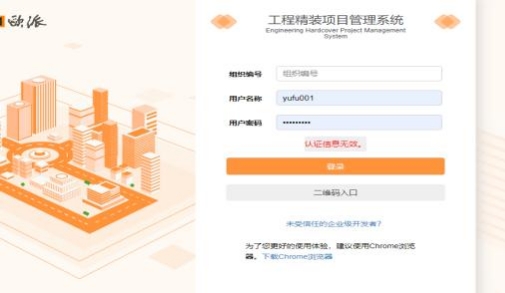 欧派
工程精装项目管理系统
Engineering Hardcover Project Management
System
组织编号 组织编号
用户名称 yufu001
用户密码 •••••••••
认证信息无效。
登录
二维码入口
未受信任的企业级开发者?
为了您更好的使用体验，建议使用Chrome浏览
器。下载Chrome浏览器